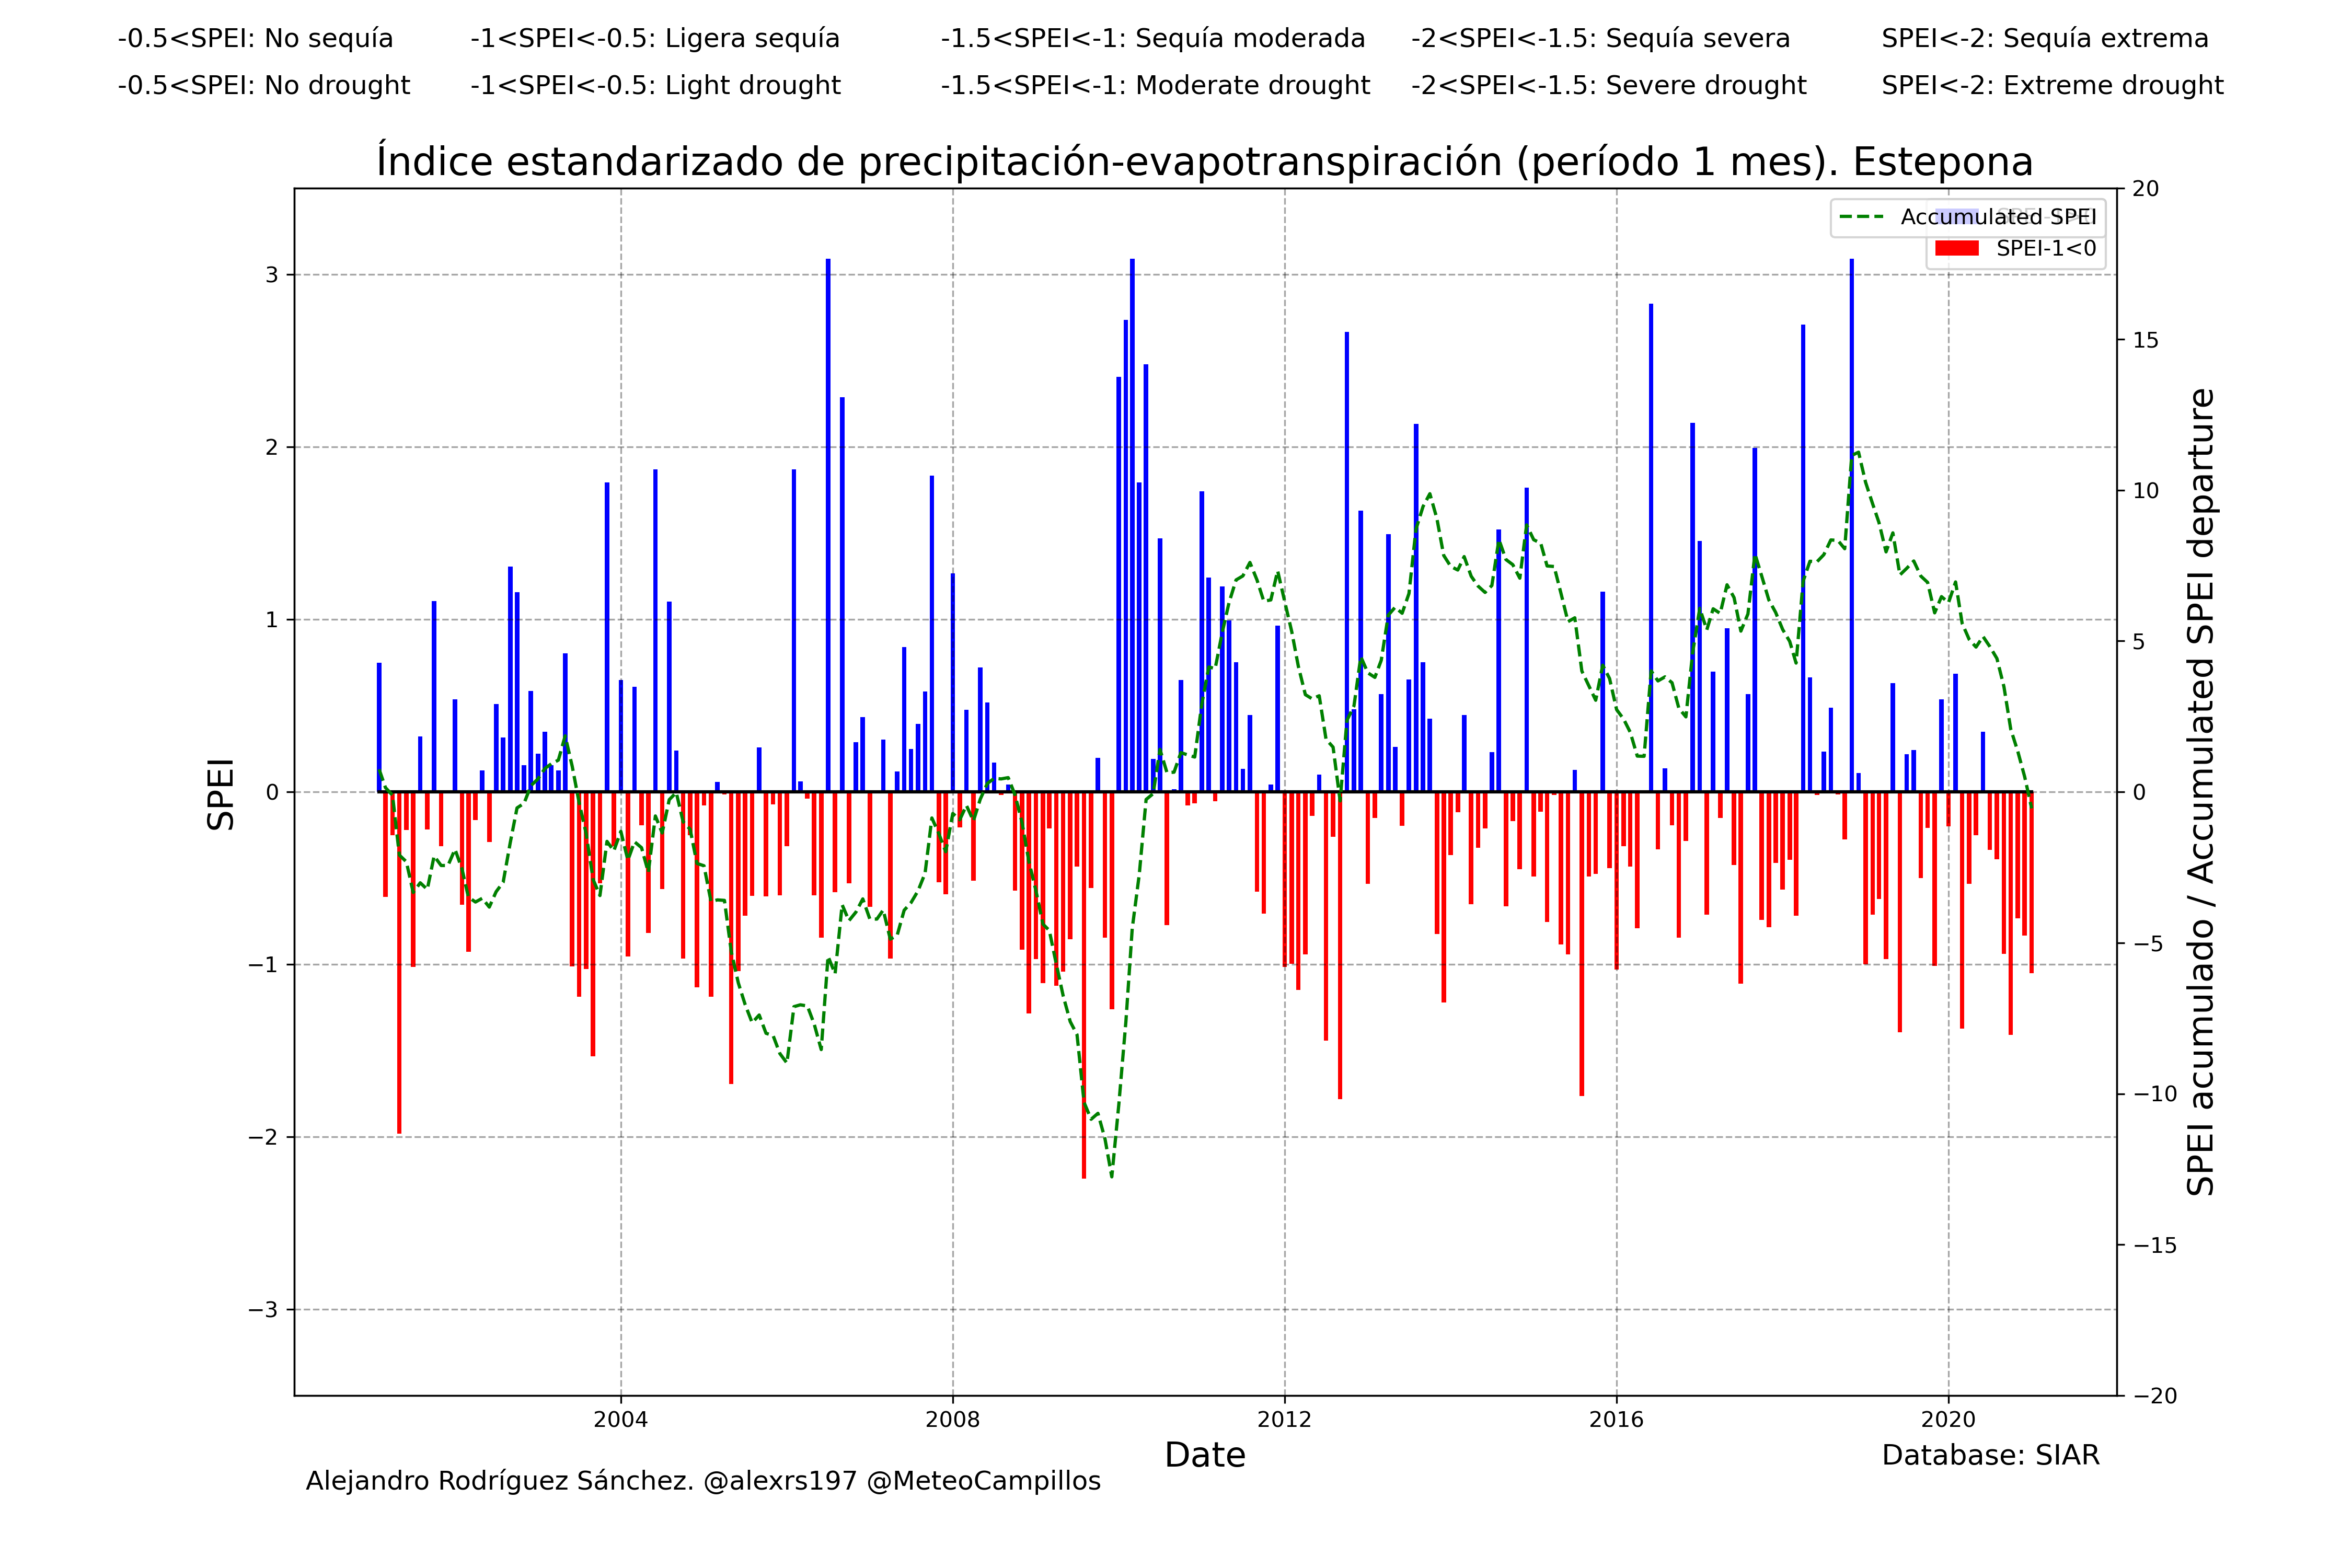 -0.5<SPEI: No sequía -1<SPEI<-0.5: Ligera sequía -1.5<SPEI<-1: Sequía moderada -2<SPEI<-1.5: Sequía severa SPEI<-2: Sequía extrema
-0.5<SPEI: No drought -1<SPEI<-0.5: Light drought -1.5<SPEI<-1: Moderate drought -2<SPEI<-1.5: Severe drought SPEI<-2: Extreme drought
Índice estandarizado de precipitación-evapotranspiración (período 1 mes). Estepona
Accumulated SPEI
SPEI-1<0
SPEI
3
2
1
0
−1
−2
−3
20
15
10
5
0
−5
−10
−15
−20
SPEI acumulado / Accumulated SPEI departure
2004 2008 2012 2016 2020
Date
Database: SIAR
Alejandro Rodríguez Sánchez. @alexrs197 @MeteoCampillos